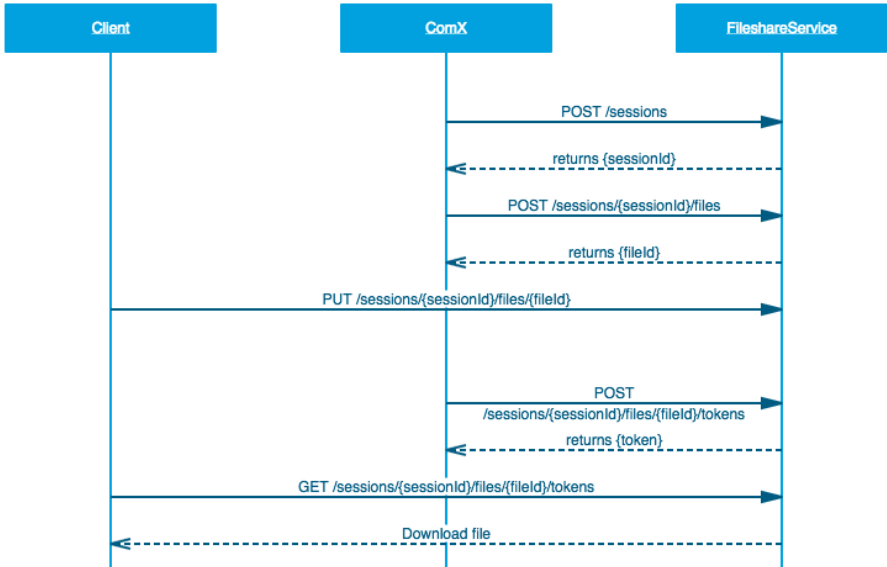 Client
ComX
FileshareService
POST /sessions
returns {sessionId}
POST /sessions/{sessionId}/files
returns {fileId}
PUT /sessions/{sessionId}/files/{fileId}
POST
/sessions/{sessionId}/files/{fileId}/tokens
returns {token}
GET /sessions/{sessionId}/files/{fileId}/tokens
Download file